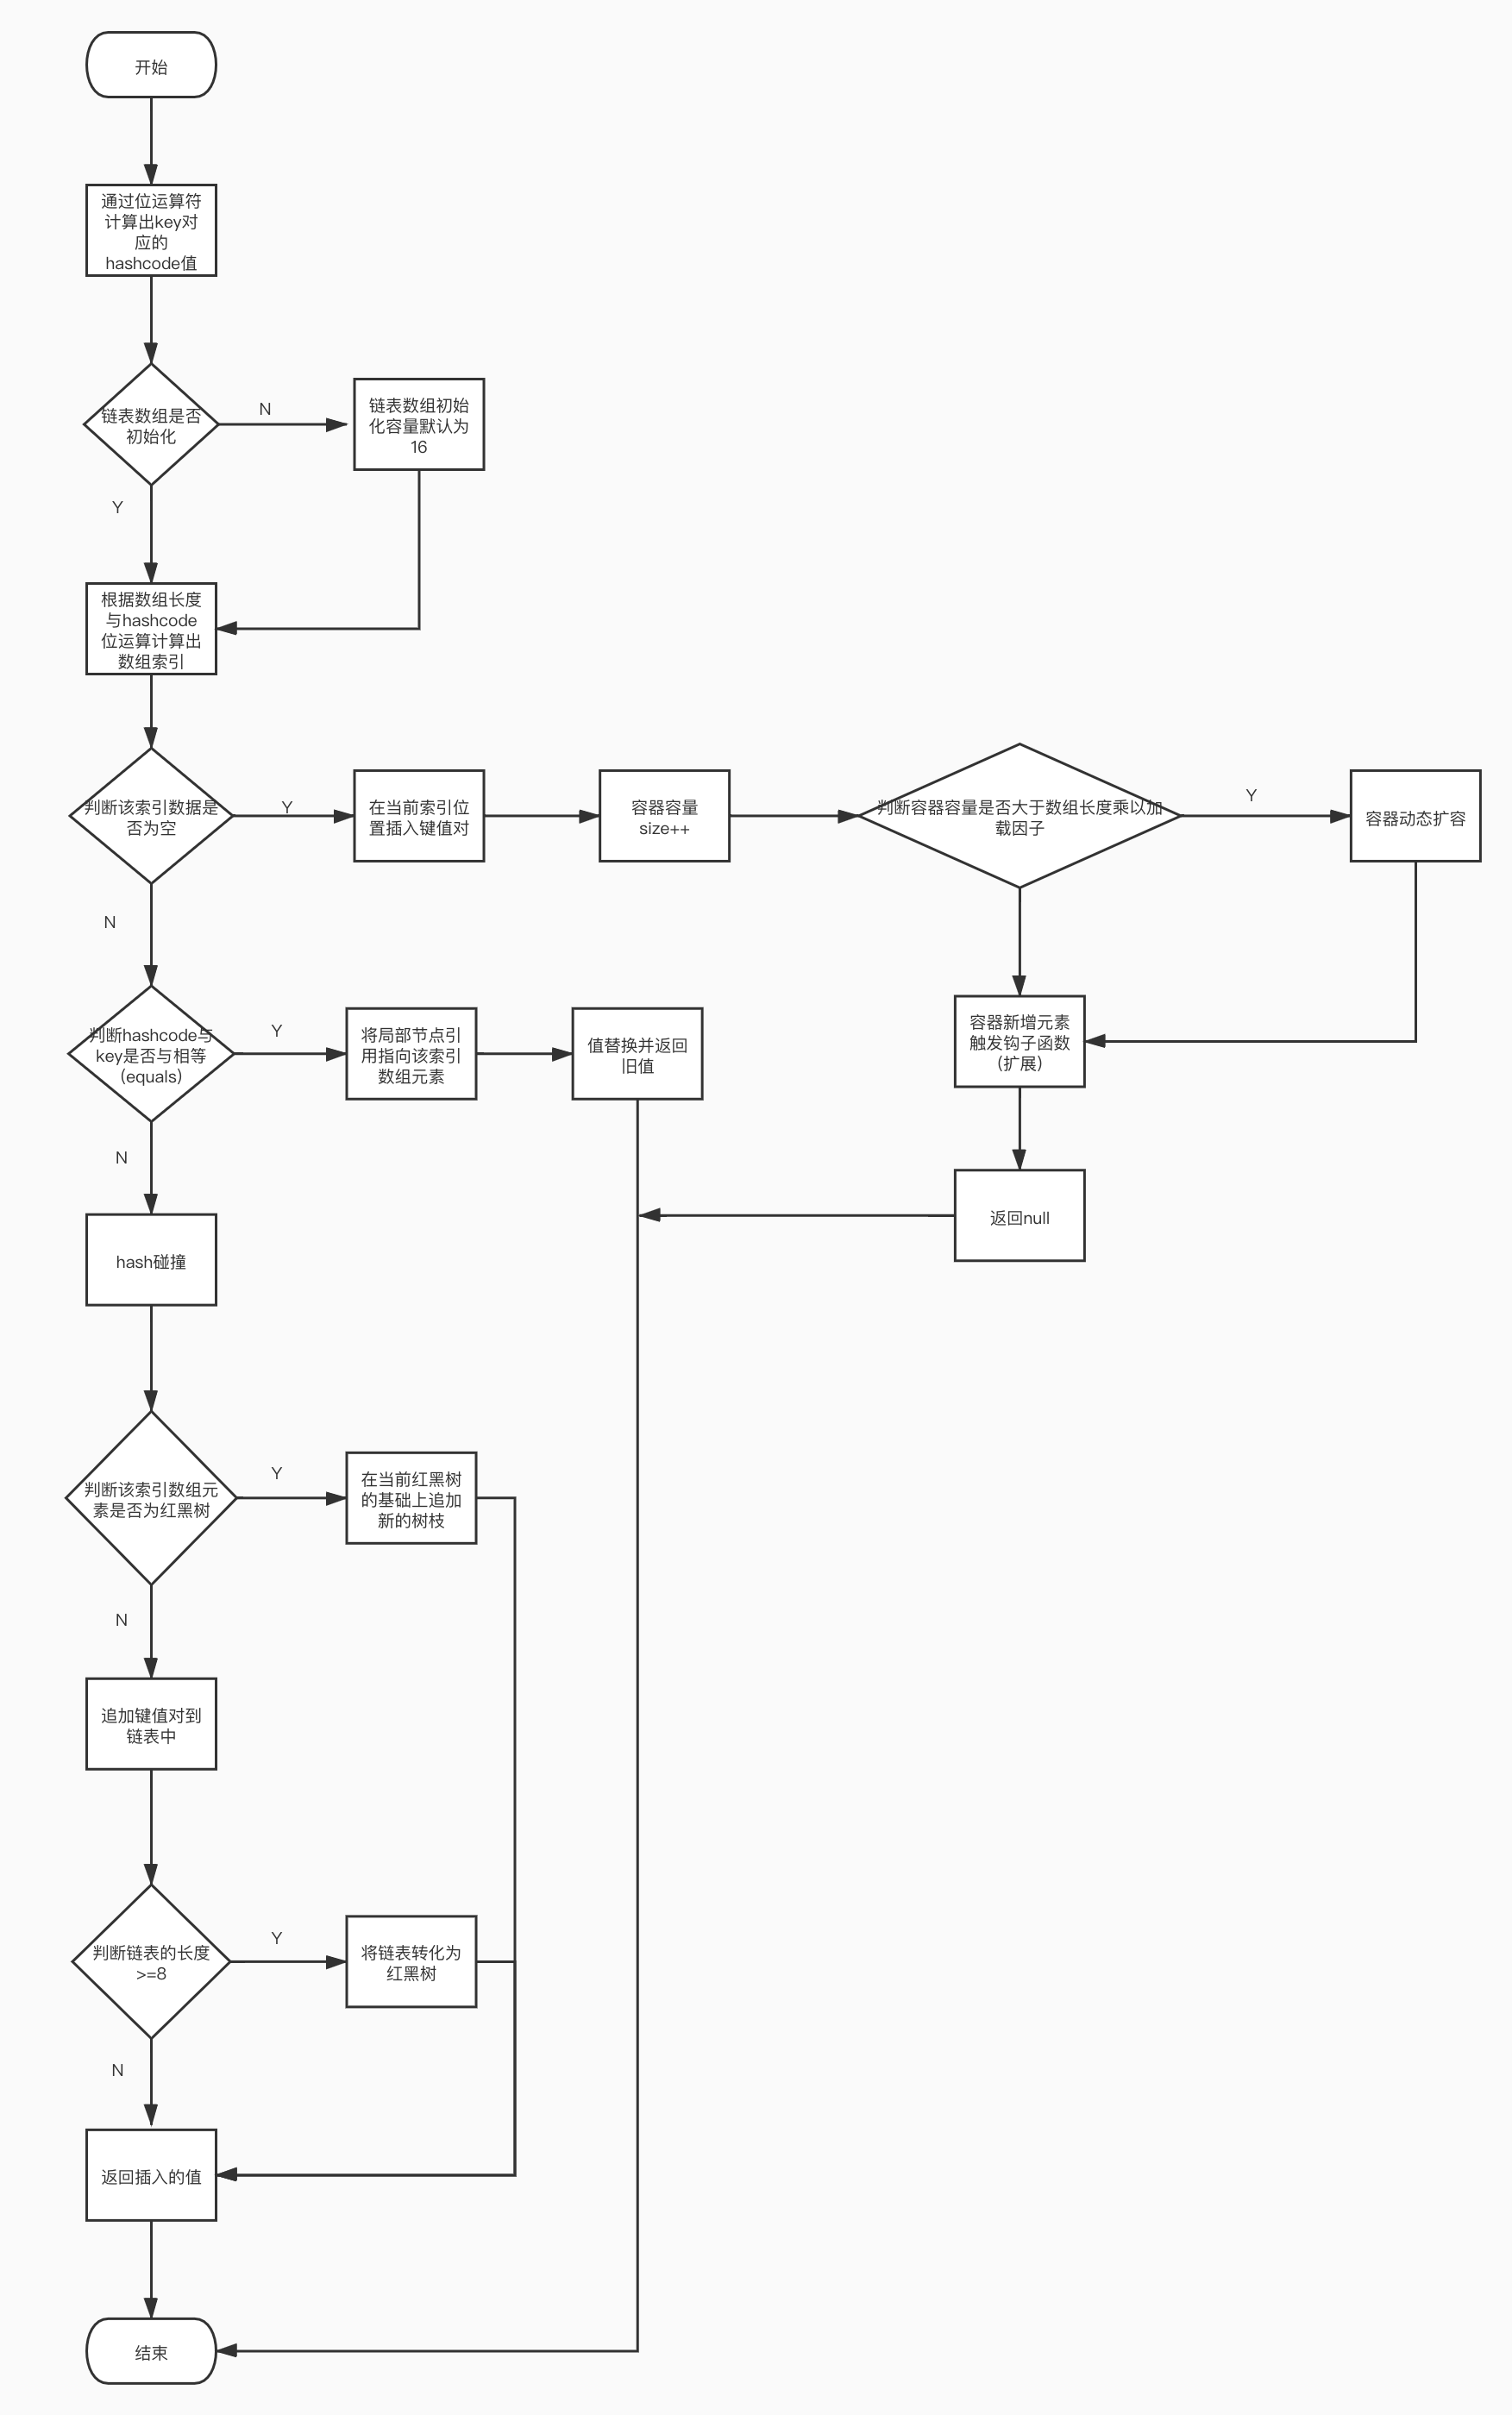 开始
通过位运算符
计算出key对
应的
hashcode值
链表数组是否
初始化
N
链表数组初始
化容量默认为
16
Y
根据数组长度
与hashcode
位运算计算出
数组索引
判断该索引数据是
否为空
Y
在当前索引位
置插入键值对
容器容量
size++
判断容器容量是否大于数组长度乘以加
载因子
Y
容器动态扩容
N
判断hashcode与
key是否与相等
(equals)
Y
将局部节点引
用指向该索引
数组元素
值替换并返回
旧值
容器新增元素
触发钩子函数
(扩展)
N
返回null
hash碰撞
判断该索引数组元
素是否为红黑树
Y
在当前红黑树
的基础上追加
新的树枝
N
追加键值对到
链表中
判断链表的长度
>=8
Y
将链表转化为
红黑树
N
返回插入的值
结束